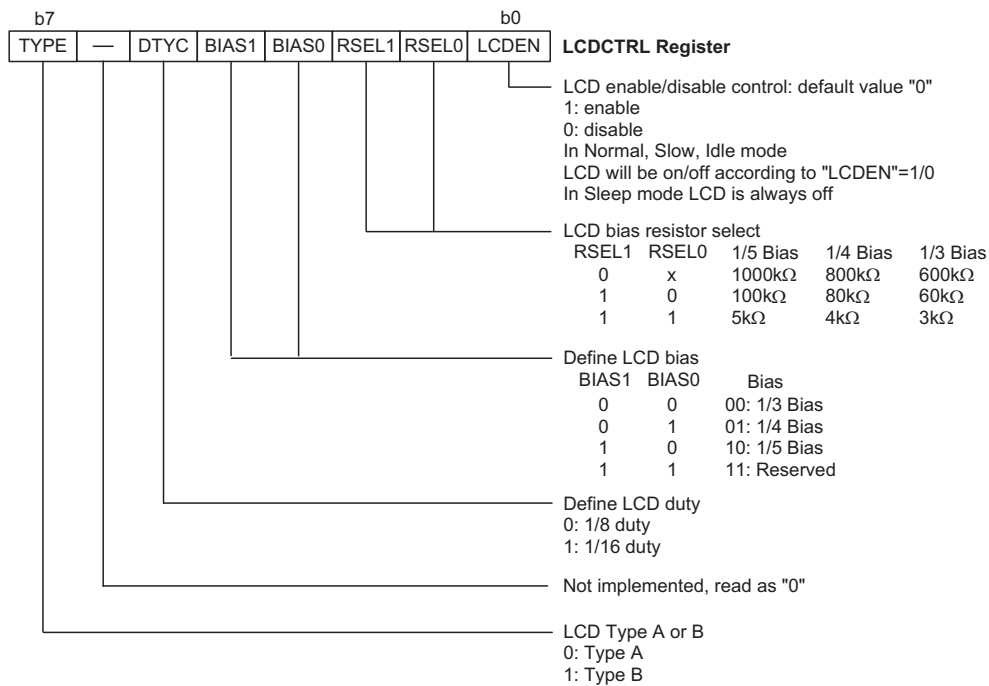 b7 b0
TYPE — DTYC BIAS1 BIAS0 RSEL1 RSEL0 LCDEN LCDCTRL Register
LCD enable/disable control: default value "0"
1: enable
0: disable
In Normal, Slow, Idle mode
LCD will be on/off according to "LCDEN"=1/0
In Sleep mode LCD is always off
LCD bias resistor select
RSEL1 RSEL0 1/5 Bias 1/4 Bias 1/3 Bias
0 x 1000kΩ 800kΩ 600kΩ
1 0 100kΩ 80kΩ 60kΩ
1 1 5kΩ 4kΩ 3kΩ
Define LCD bias
BIAS1 BIAS0 Bias
0 0 00: 1/3 Bias
0 1 01: 1/4 Bias
1 0 10: 1/5 Bias
1 1 11: Reserved
Define LCD duty
0: 1/8 duty
1: 1/16 duty
Not implemented, read as "0"
LCD Type A or B
0: Type A
1: Type B